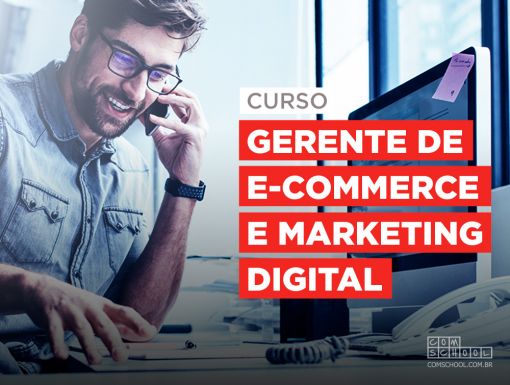 CURSO
GERENTE DE
E-COMMERCE
E MARKETING
DIGITAL
COM
SCHOOL
COMSCHOOL.COM.BR